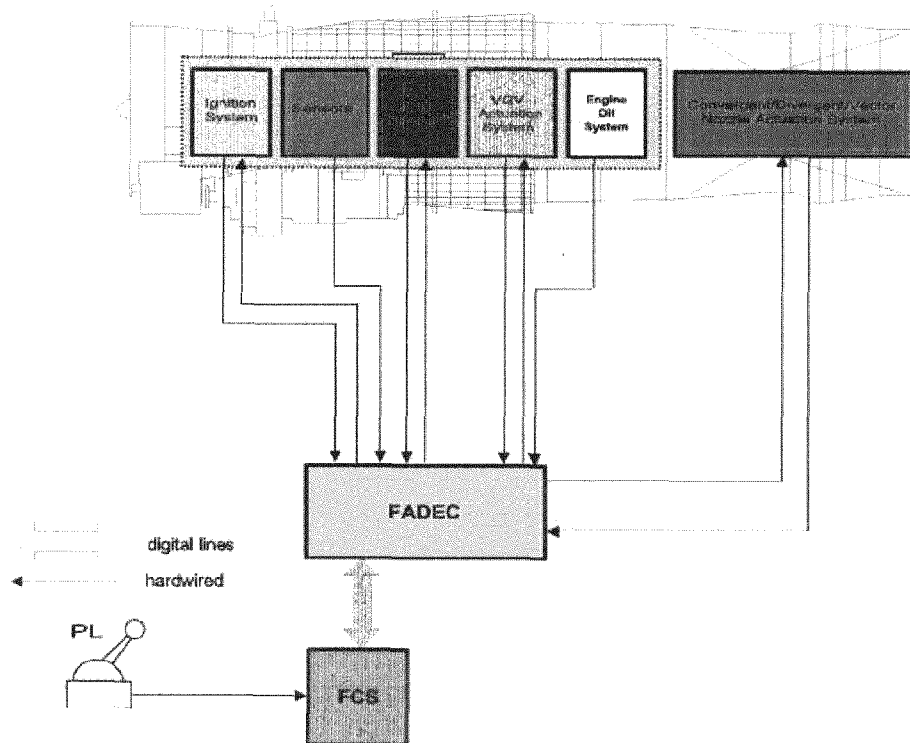 Ignition
System
Sensors
VGV
Actuation
System
Engine
Oil
System
Convergent/Divergent/Vector
Nozzle Actuation System
FADEC
digital lines
hardwired
PL
FCS